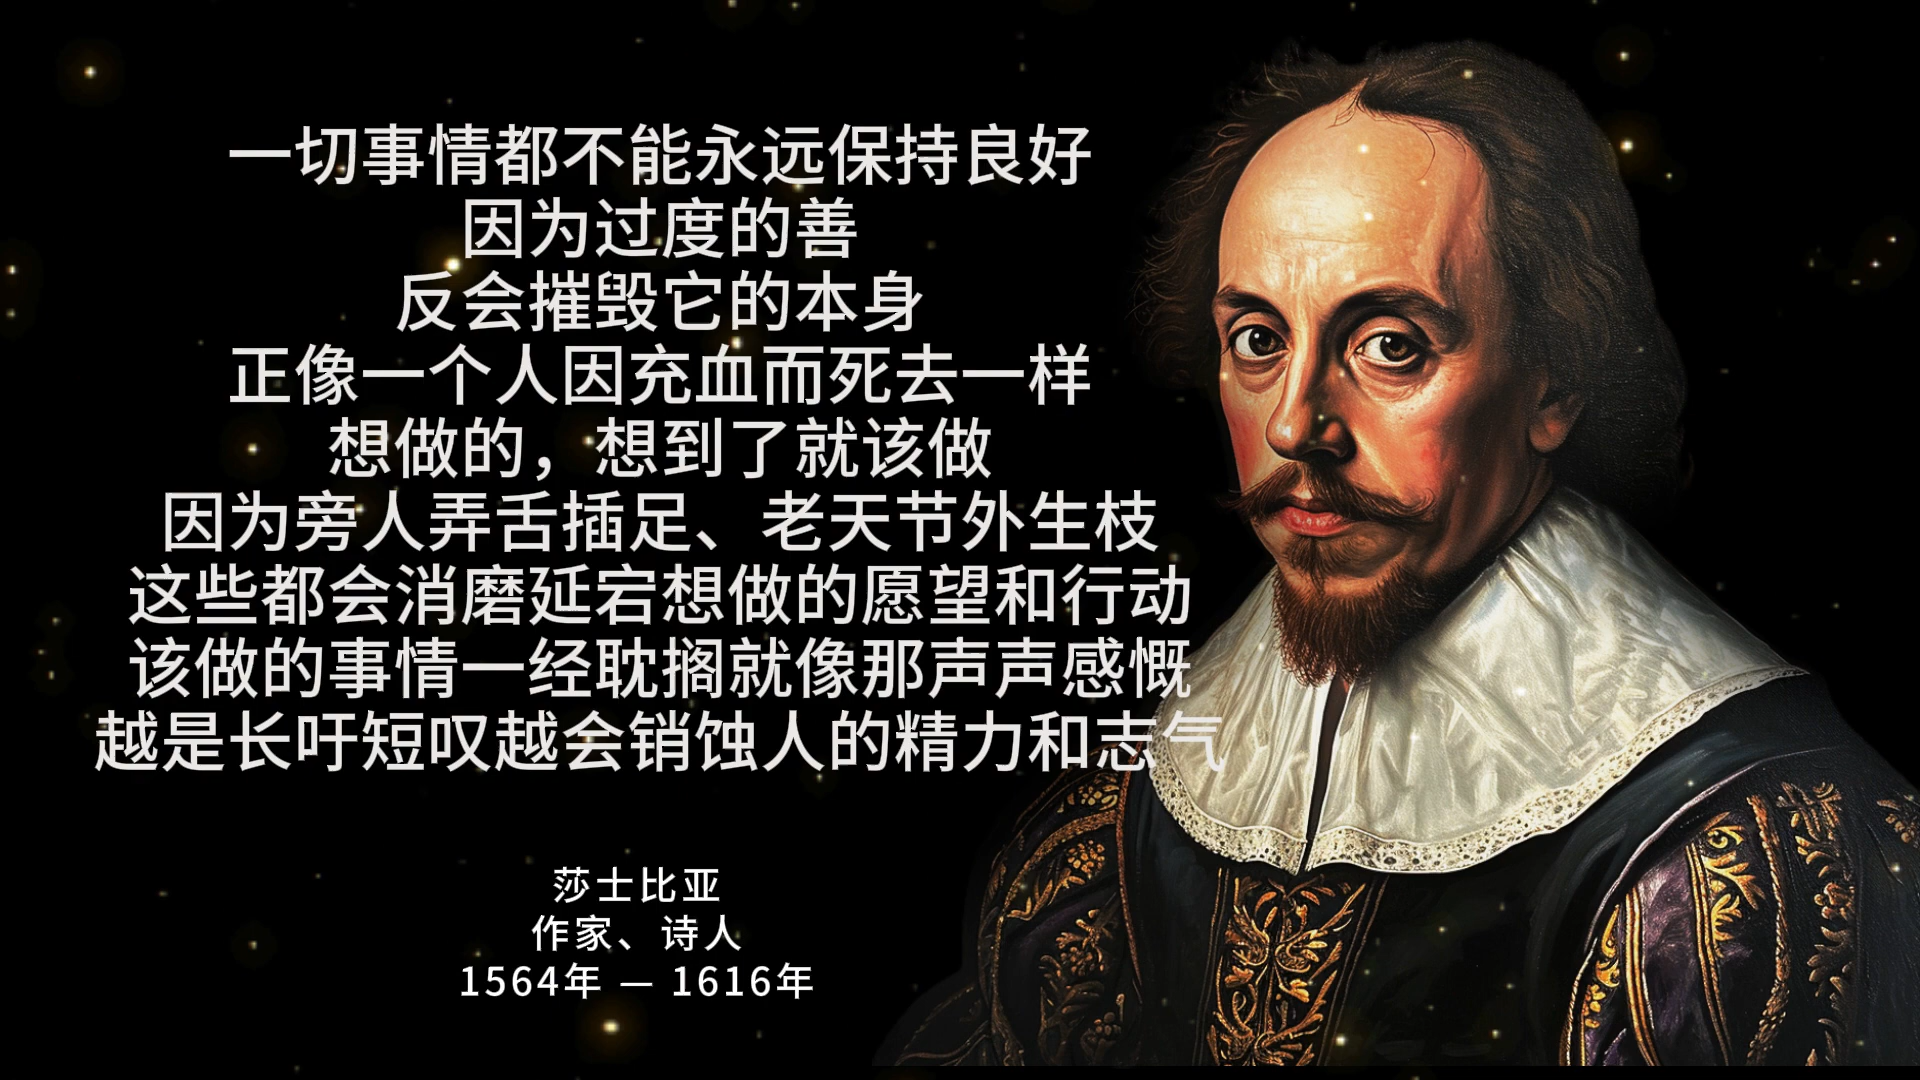 一切事情都不能永远保持良好
因为过度的善
反会摧毁它的本身
正像一个人因充血而死去一样
想做的，想到了就该做
因为旁人弄舌插足、老天节外生枝
这些都会消磨延宕想做的愿望和行动
该做的事情一经耽搁就像那声声感慨
越是长吁短叹越会销蚀人的精力和志气
莎士比亚
作家、诗人
1564年 — 1616年